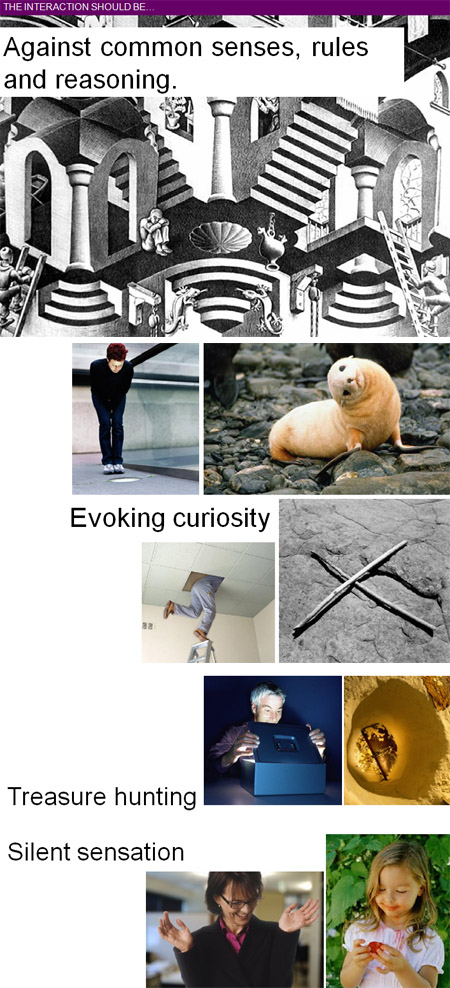 THE INTERACTION SHOULD BE...
Against common senses, rules
and reasoning.
Evoking curiosity
Treasure hunting
Silent sensation